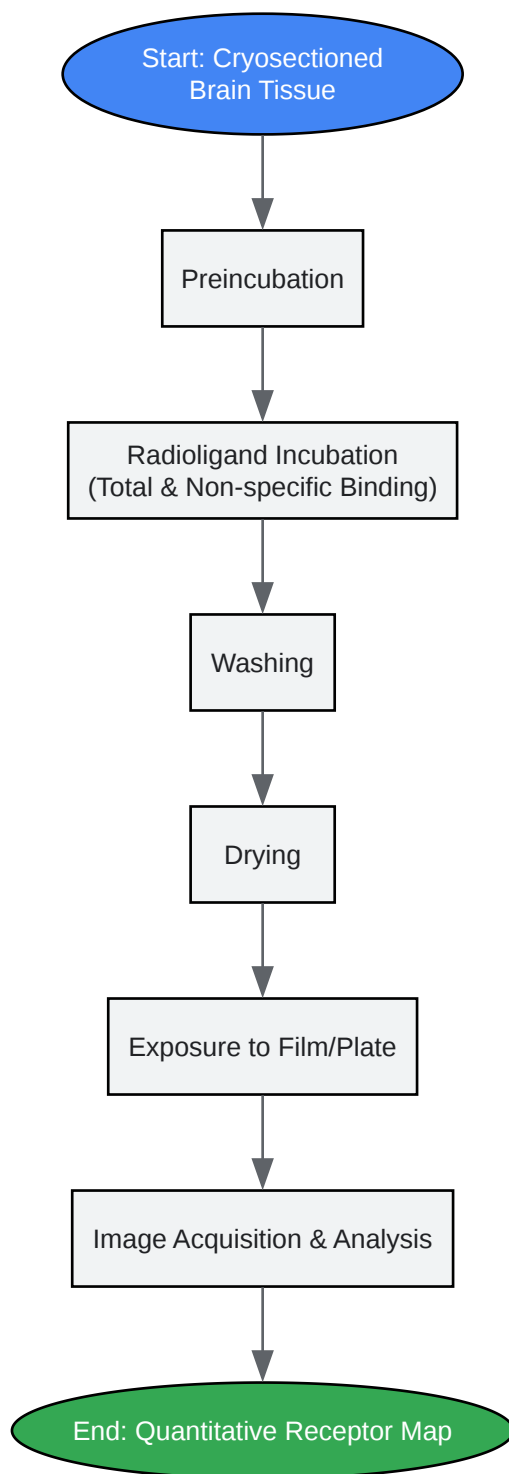 Start: Cryosectioned
Brain Tissue
Preincubation
Radioligand Incubation
(Total & Non-specific Binding)
Washing
Drying
Exposure to Film/Plate
Image Acquisition & Analysis
End: Quantitative Receptor Map